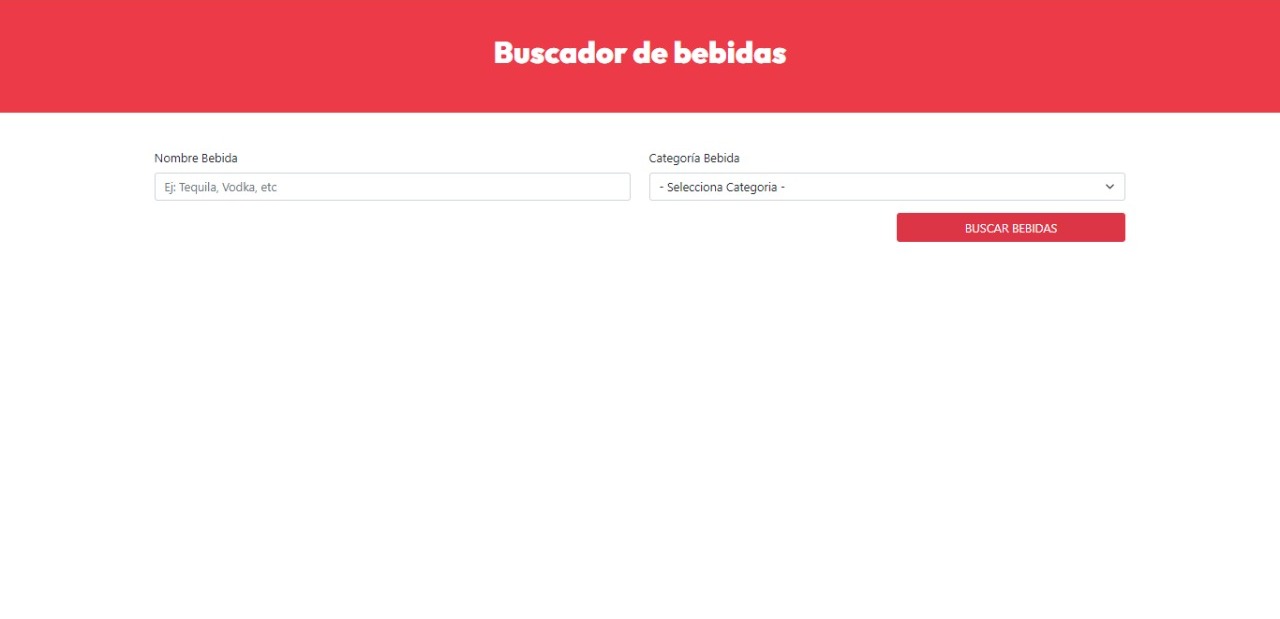 Buscador de bebidas
Nombre Bebida
Ej: Tequila, Vodka, etc
Categoría Bebida
- Selecciona Categoria -
BUSCAR BEBIDAS